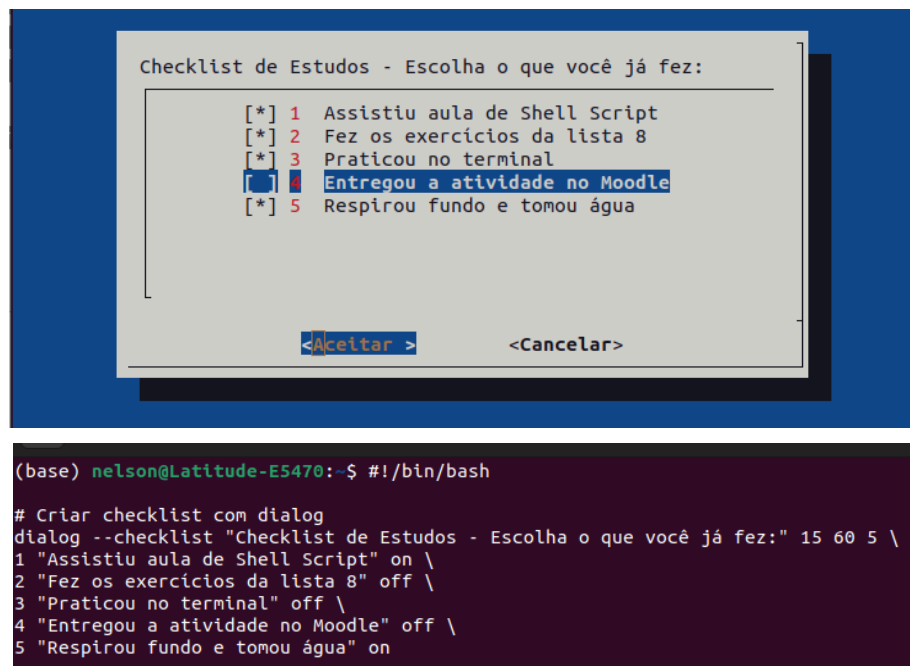 Checklist de Estudos - Escolha o que você já fez:
[*] 1 Assistiu aula de Shell Script
[*] 2 Fez os exercícios da lista 8
[*] 3 Praticou no terminal
[ ] 4 Entregou a atividade no Moodle
[*] 5 Respirou fundo e tomou água
<Aceitar > <Cancelar>
(base) nelson@Latitude-E5470:~$ #!/bin/bash
# Criar checklist com dialog
dialog --checklist "Checklist de Estudos - Escolha o que você já fez:" 15 60 5 \
1 "Assistiu aula de Shell Script" on \
2 "Fez os exercícios da lista 8" off \
3 "Praticou no terminal" off \
4 "Entregou a atividade no Moodle" off \
5 "Respirou fundo e tomou água" on